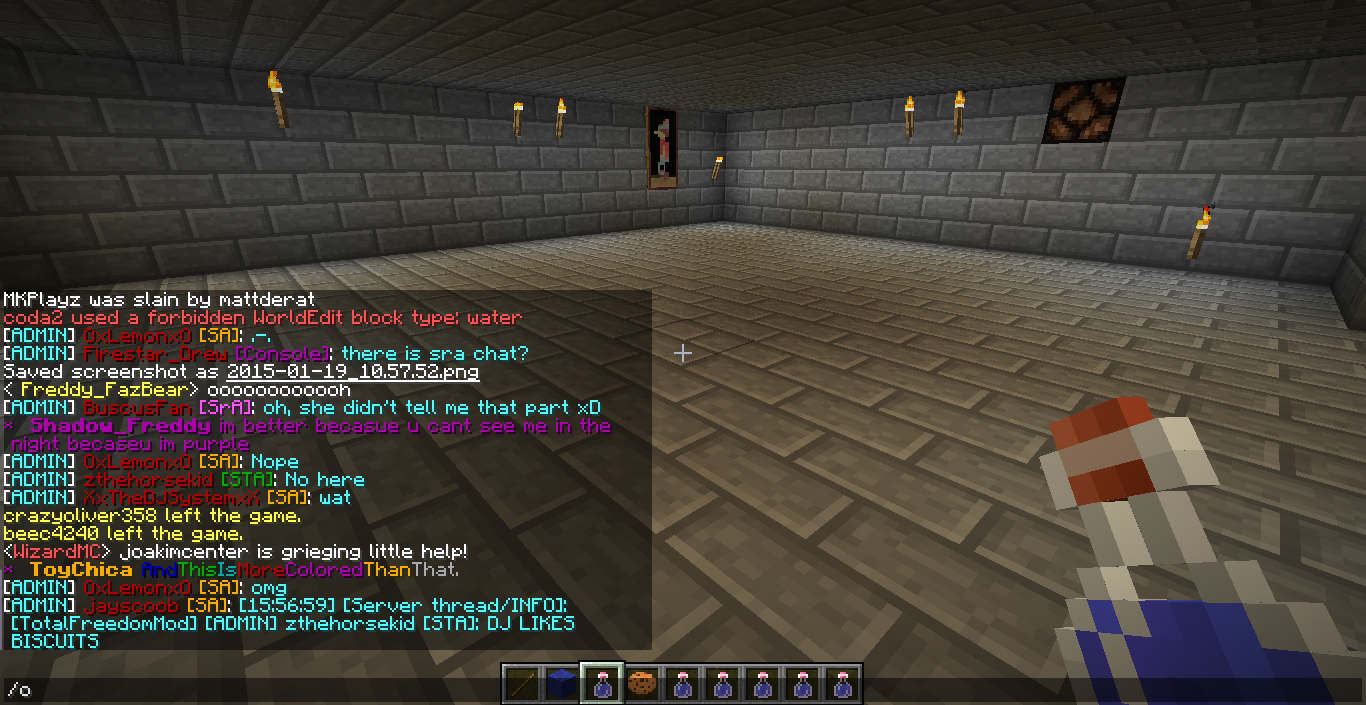 MKPlayz was slain by mattderat
coda2 used a forbidden WorldEdit block type: water
[ADMIN] 0xLemonx0 [SA]: .-.
[ADMIN] Firestar_Drew [Console]: there is sra chat?
Saved screenshot as 2015-01-19_10.57.52.png
< Freddy_FazBear> oooooooooooooh
[ADMIN] BuscusFan [SrA]: oh, she didn't tell me that part xD
* Shadow_Freddy im better becasue u cant see me in the
night becaseu im purple
[ADMIN] 0xLemonx0 [SA]: Nope
[ADMIN] zthehorsekid [STA]: No here
[ADMIN] XxTheDJSystemxX [SA]: wat
crazyoliver358 left the game.
beec4240 left the game.
<WizardMC> joakimcenter is grieging little help!
* ToyChica AndThisIsMoreColoredThanThat.
[ADMIN] 0xLemonx0 [SA]: omg
[ADMIN] jayscoob [SA]: [15:56:59] [Server thread/INFO]:
[TotalFreedomMod] [ADMIN] zthehorsekid [STA]: DJ LIKES
BISCUITS
/o